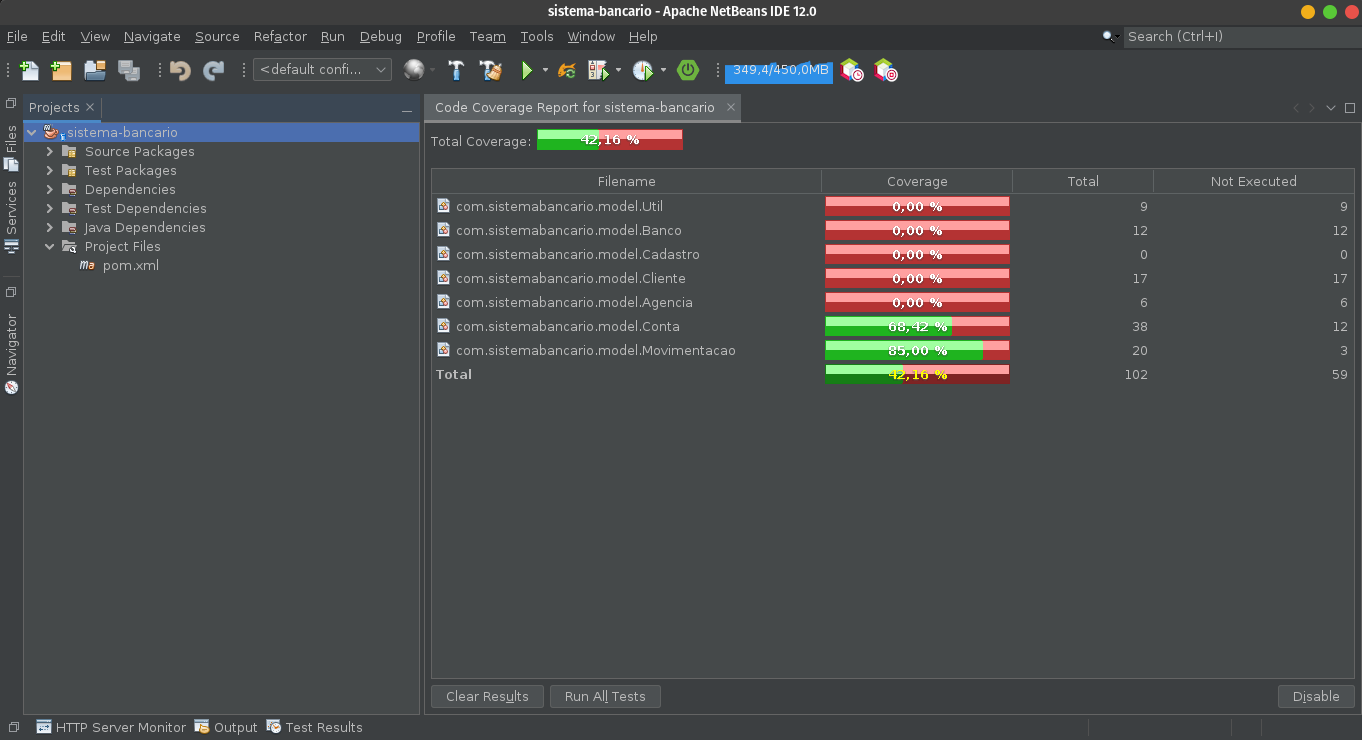 sistema-bancario - Apache NetBeans IDE 12.0
File Edit View Navigate Source Refactor Run Debug Profile Team Tools Window Help Search (Ctrl+I)
<default confi... 349,4/450,0MB
Projects
Code Coverage Report for sistema-bancario
Files
Services
Navigator
sistema-bancario
Source Packages
Test Packages
Dependencies
Test Dependencies
Java Dependencies
Project Files
pom.xml
Total Coverage: 42,16 %
Filename Coverage Total Not Executed
com.sistemabancario.model.Util 0,00 % 9 9
com.sistemabancario.model.Banco 0,00 % 12 12
com.sistemabancario.model.Cadastro 0,00 % 0 0
com.sistemabancario.model.Cliente 0,00 % 17 17
com.sistemabancario.model.Agencia 0,00 % 6 6
com.sistemabancario.model.Conta 68,42 % 38 12
com.sistemabancario.model.Movimentacao 85,00 % 20 3
Total 42,16 % 102 59
Clear Results Run All Tests Disable
HTTP Server Monitor Output Test Results